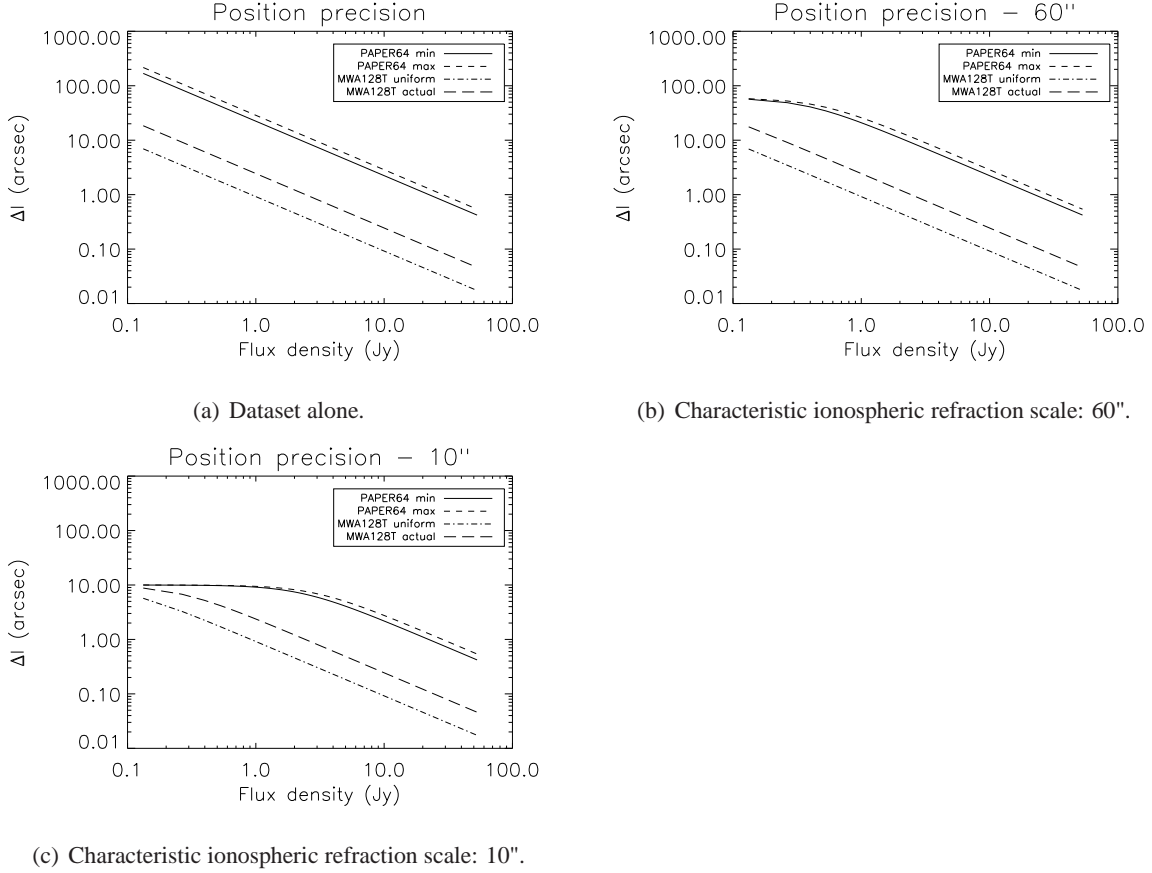 Position precision
1000.00
100.00
10.00
1.00
0.10
0.01
Δl (arcsec)
PAPER64 min
PAPER64 max
MWA128T uniform
MWA128T actual
0.1 1.0 10.0 100.0
Flux density (Jy)
(a) Dataset alone.
Position precision – 60"
1000.00
100.00
10.00
1.00
0.10
0.01
Δl (arcsec)
PAPER64 min
PAPER64 max
MWA128T uniform
MWA128T actual
0.1 1.0 10.0 100.0
Flux density (Jy)
(b) Characteristic ionospheric refraction scale: 60".
Position precision – 10"
1000.00
100.00
10.00
1.00
0.10
0.01
Δl (arcsec)
PAPER64 min
PAPER64 max
MWA128T uniform
MWA128T actual
0.1 1.0 10.0 100.0
Flux density (Jy)
(c) Characteristic ionospheric refraction scale: 10".